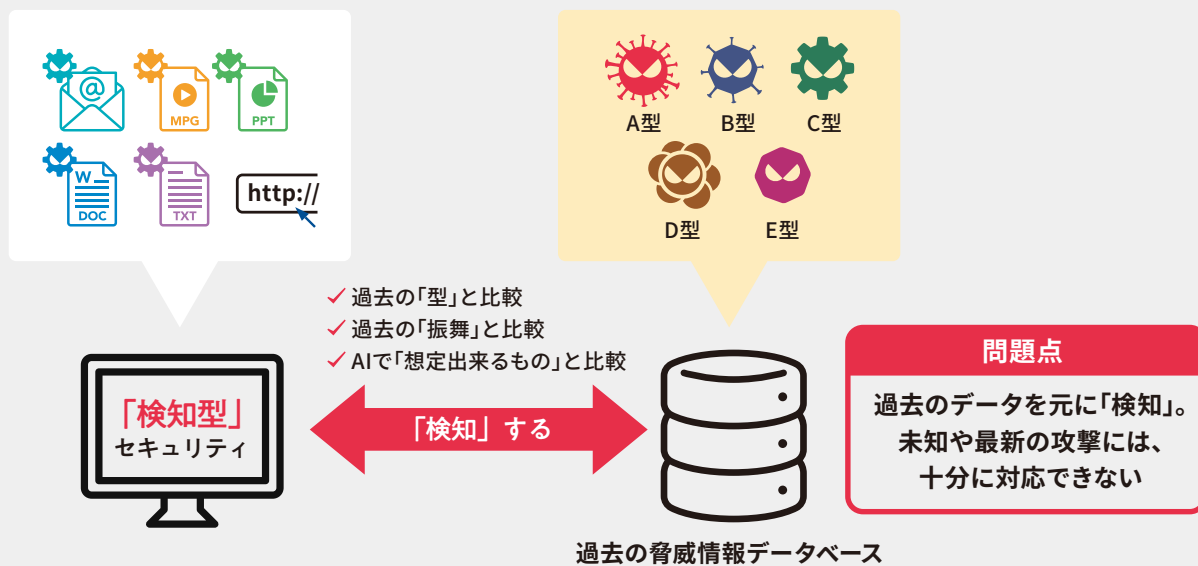 @
MPG
PPT
W
DOC
TXT
http://
A型
B型
C型
D型
E型
過去の「型」と比較
過去の「振舞」と比較
AIで「想定出来るもの」と比較
「検知型」
セキュリティ
「検知」する
過去の脅威情報データベース
問題点
過去のデータを元に「検知」。
未知や最新の攻撃には、
十分に対応できない